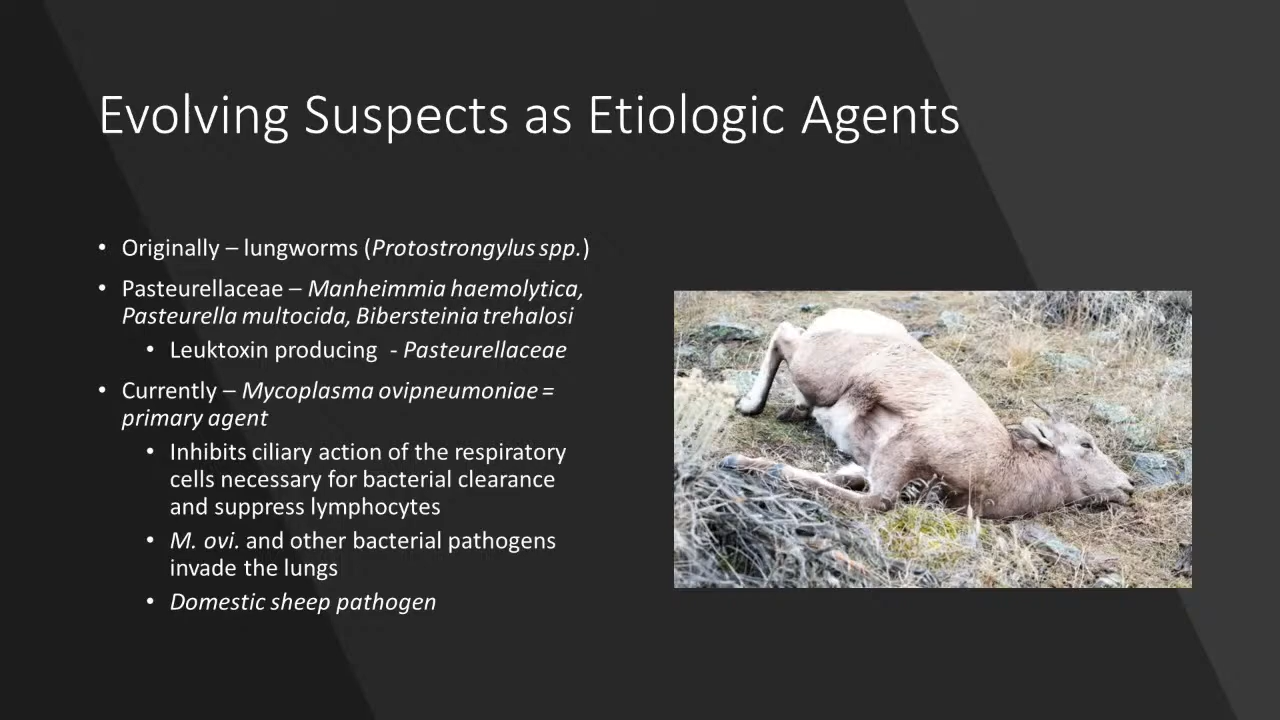 Evolving Suspects as Etiologic Agents
• Originally – lungworms (Protostrongylus spp.)
• Pasteurellaceae – Manheimmia haemolytica,
Pasteurella multocida, Bibersteinia trehalosi
• Leuktoxin producing - Pasteurellaceae
• Currently – Mycoplasma ovipneumoniae =
primary agent
• Inhibits ciliary action of the respiratory
cells necessary for bacterial clearance
and suppress lymphocytes
• M. ovi. and other bacterial pathogens
invade the lungs
• Domestic sheep pathogen